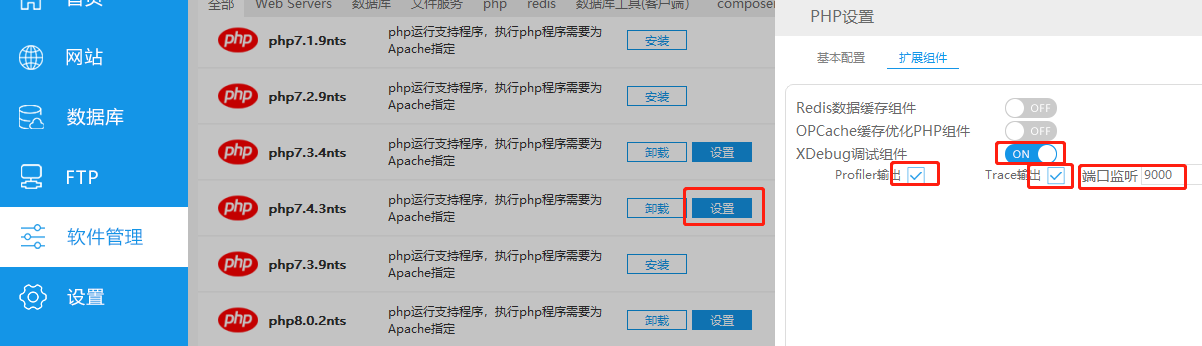 首页
网站
数据库
FTP
软件管理
设置
全部 Web Servers 数据库 文件服务 php redis 数据库工具(客户端) composer
php php7.1.9nts php运行支持程序，执行php程序需要为 安装
Apache指定
php php7.2.9nts php运行支持程序，执行php程序需要为 安装
Apache指定
php php7.3.4nts php运行支持程序，执行php程序需要为 卸载 设置
Apache指定
php php7.4.3nts php运行支持程序，执行php程序需要为 卸载 设置
Apache指定
php php7.3.9nts php运行支持程序，执行php程序需要为 安装
Apache指定
php php8.0.2nts php运行支持程序，执行php程序需要为 卸载 设置
Apache指定
PHP设置
基本配置 扩展组件
Redis数据缓存组件 OFF
OPCache缓存优化PHP组件 OFF
XDebug调试组件 ON
Profiler输出 Trace输出 端口监听 9000